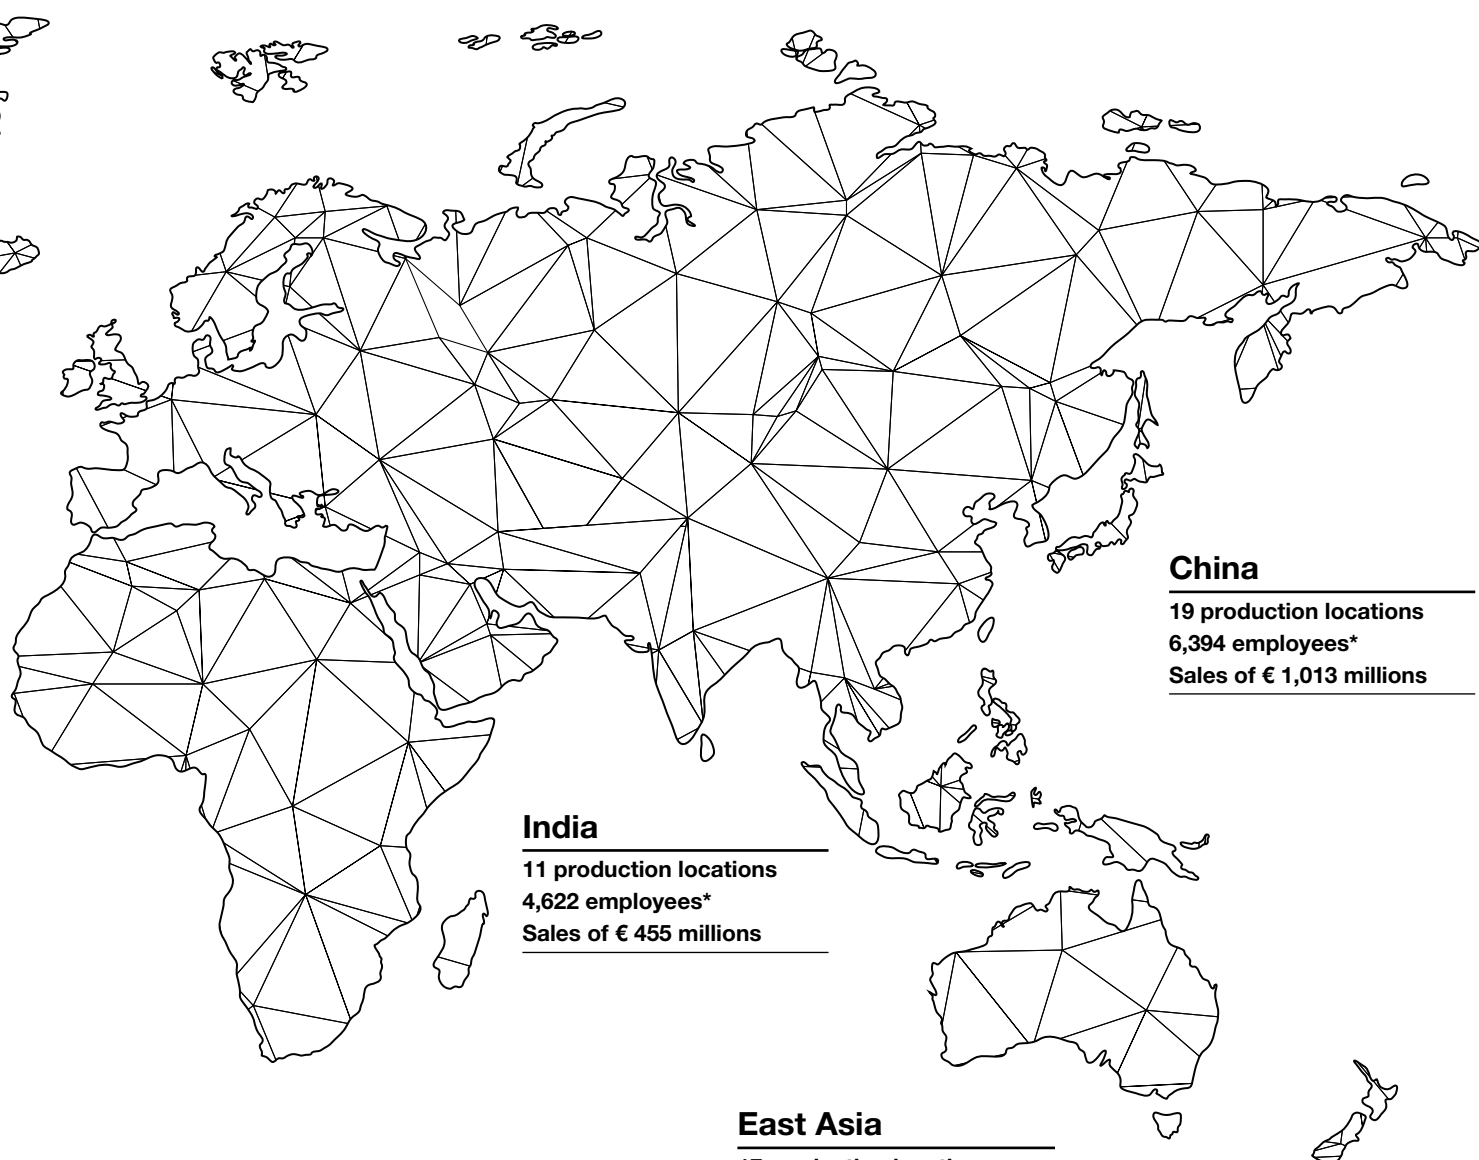 China
19 production locations
6,394 employees*
Sales of € 1,013 millions
India
11 production locations
4,622 employees*
Sales of € 455 millions
East Asia